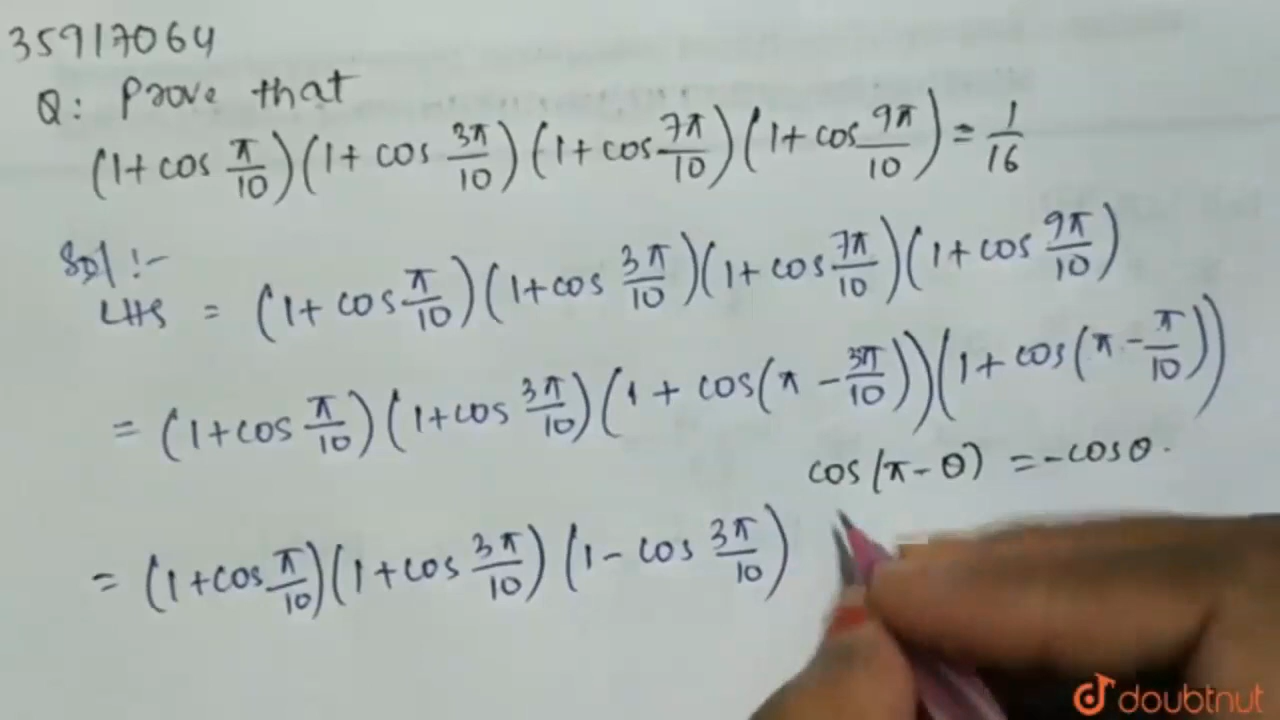 35917064
Q: Prove that
(1+cos π/10)(1+cos 3π/10)(1+cos 7π/10)(1+cos 9π/10) = 1/16
Sol :-
LHS = (1+cos π/10)(1+cos 3π/10)(1+cos 7π/10)(1+cos 9π/10)
= (1+cos π/10)(1+cos 3π/10)(1+cos(π - 3π/10))(1+cos(π - π/10))
cos(π-θ) = -cosθ.
= (1+cos π/10)(1+cos 3π/10)(1-cos 3π/10)
doubtnut